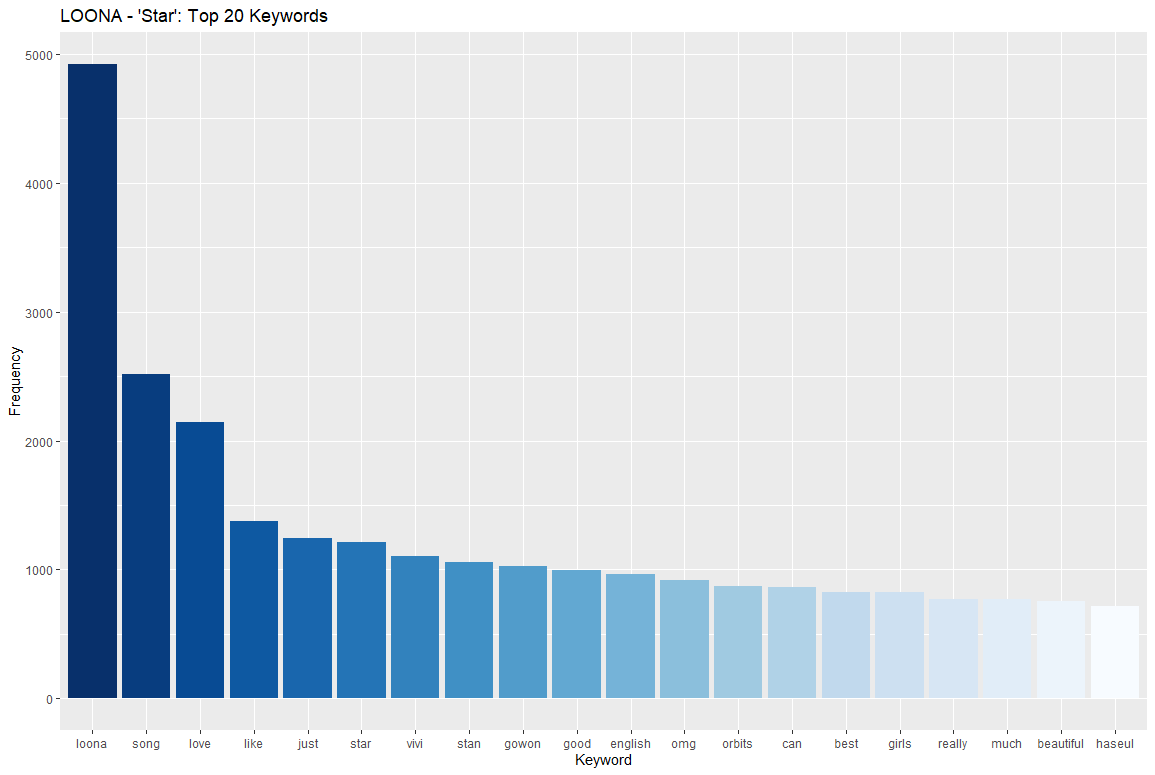 LOONA - 'Star': Top 20 Keywords
5000
4000
3000
2000
1000
0
Frequency
loona song love like just star vivi stan gowon good english omg orbits can best girls really much beautiful haseul
Keyword